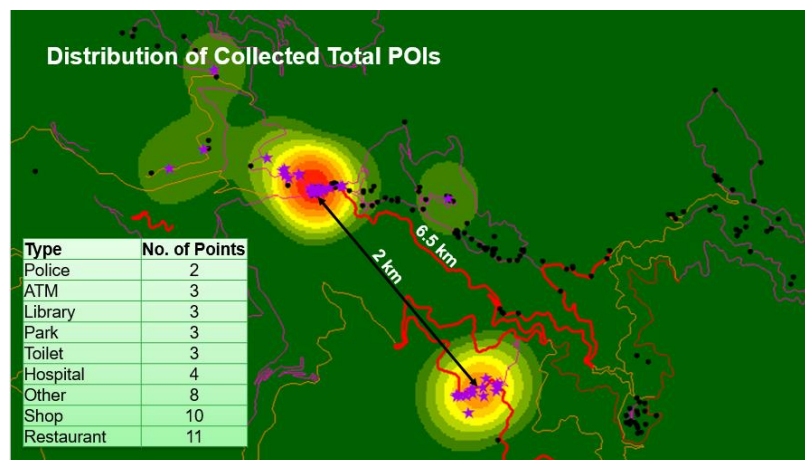 Distribution of Collected Total POIs
6.5 km
2 km
Type No. of Points
Police 2
ATM 3
Library 3
Park 3
Toilet 3
Hospital 4
Other 8
Shop 10
Restaurant 11